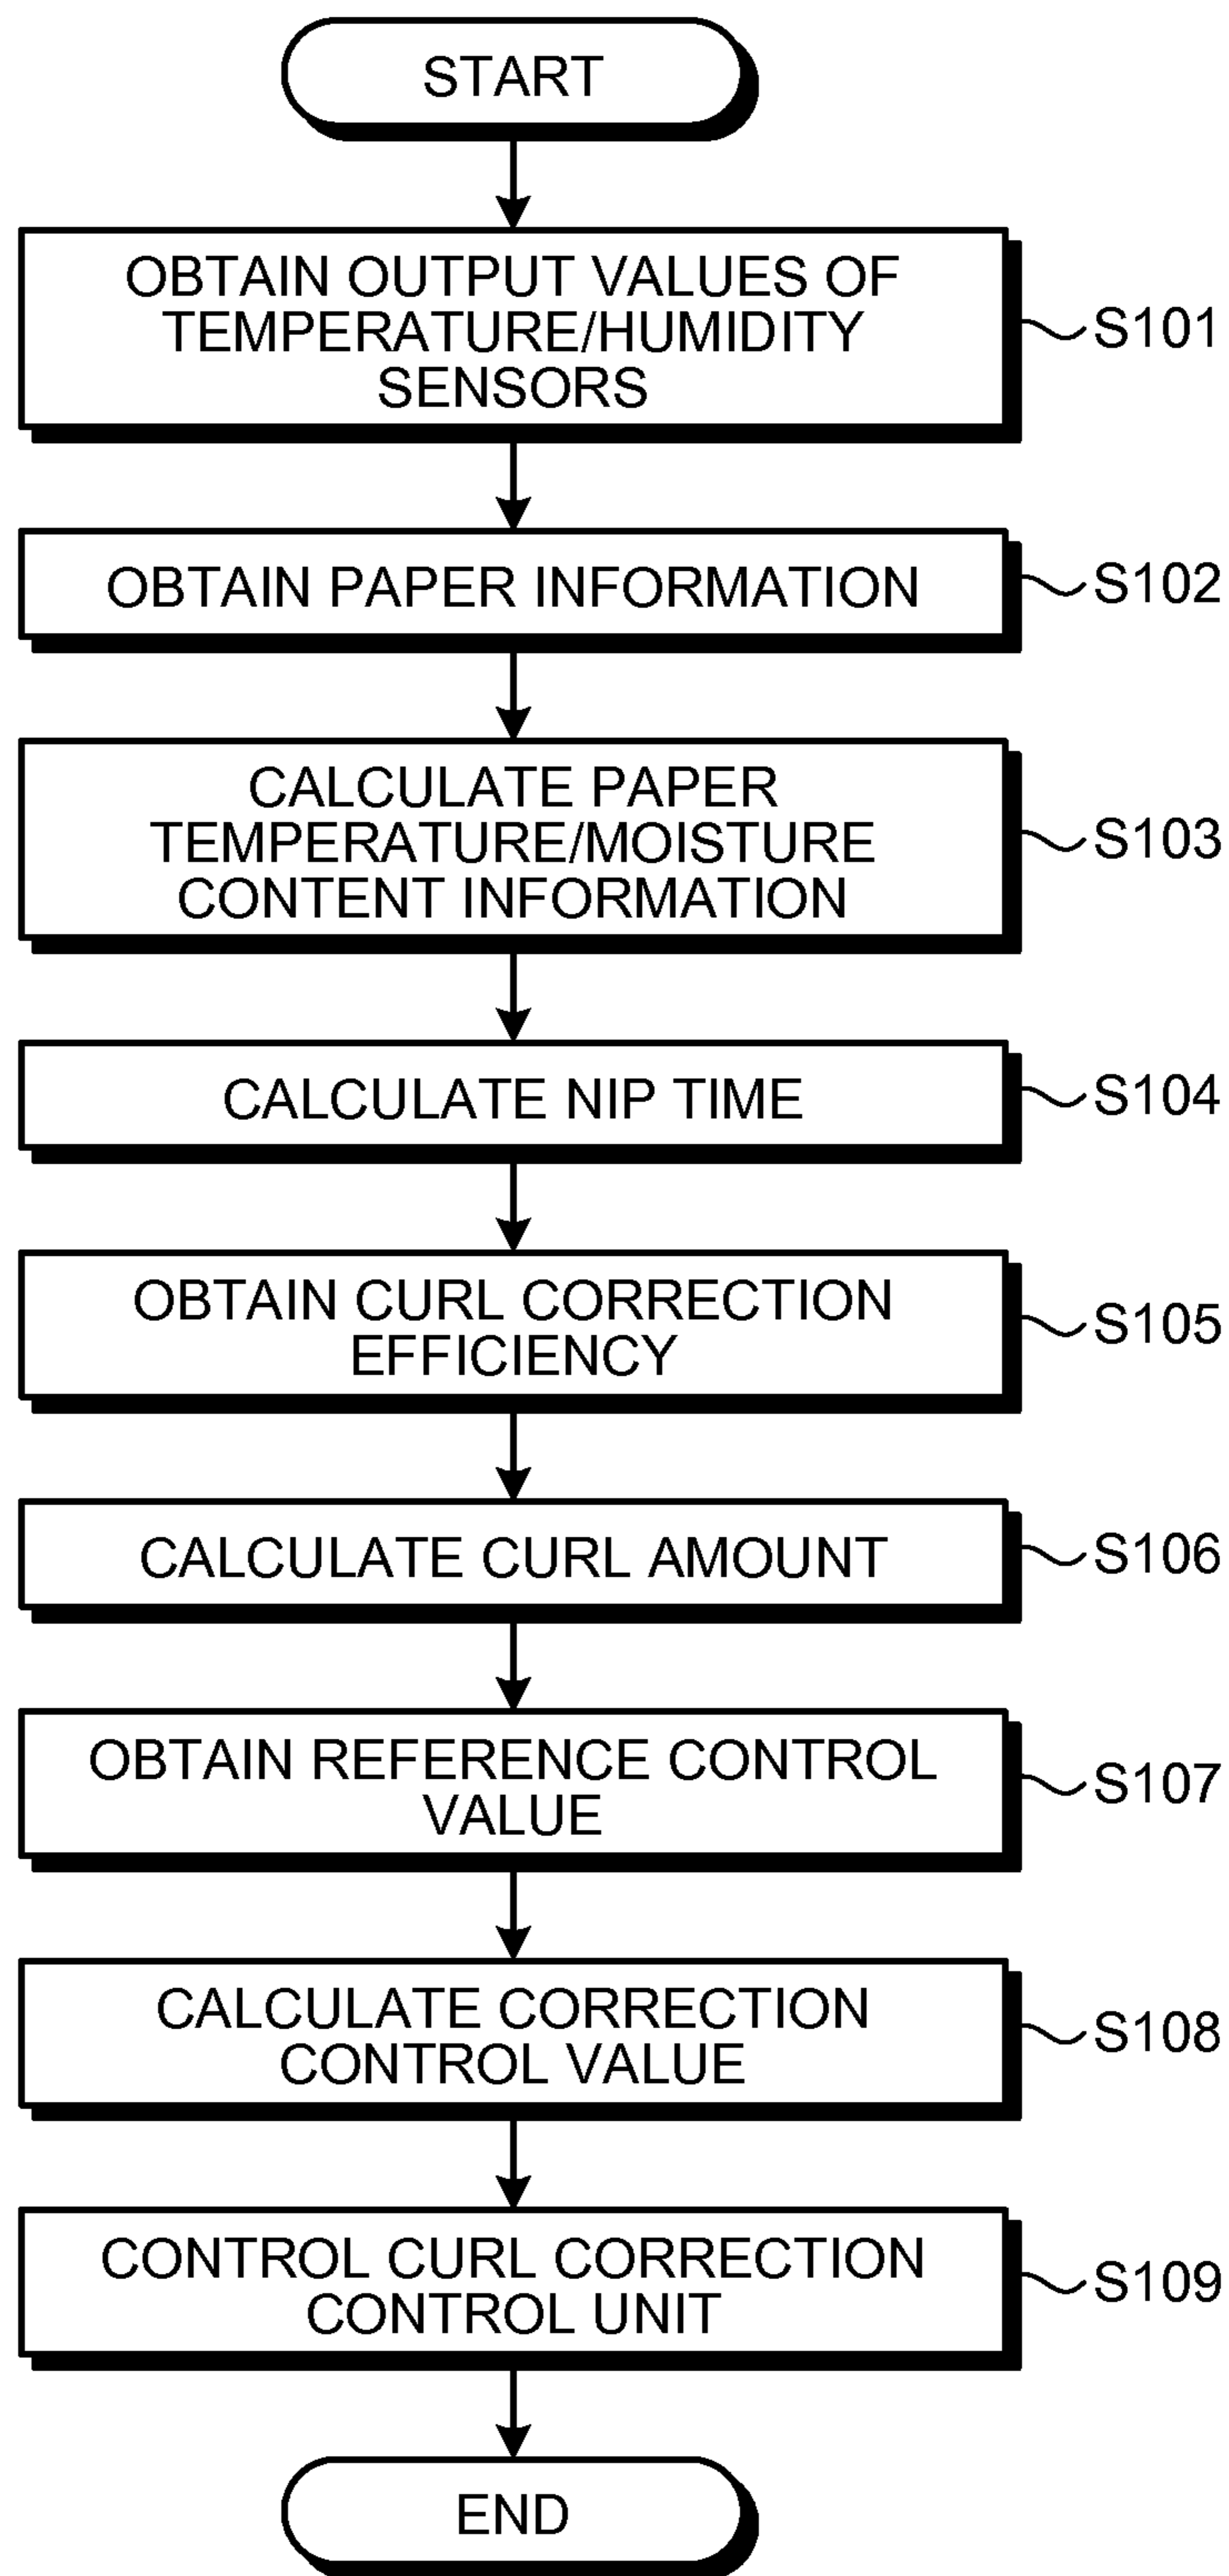 START
OBTAIN OUTPUT VALUES OF
TEMPERATURE/HUMIDITY
SENSORS
S101
OBTAIN PAPER INFORMATION
S102
CALCULATE PAPER
TEMPERATURE/MOISTURE
CONTENT INFORMATION
S103
CALCULATE NIP TIME
S104
OBTAIN CURL CORRECTION
EFFICIENCY
S105
CALCULATE CURL AMOUNT
S106
OBTAIN REFERENCE CONTROL
VALUE
S107
CALCULATE CORRECTION
CONTROL VALUE
S108
CONTROL CURL CORRECTION
CONTROL UNIT
S109
END